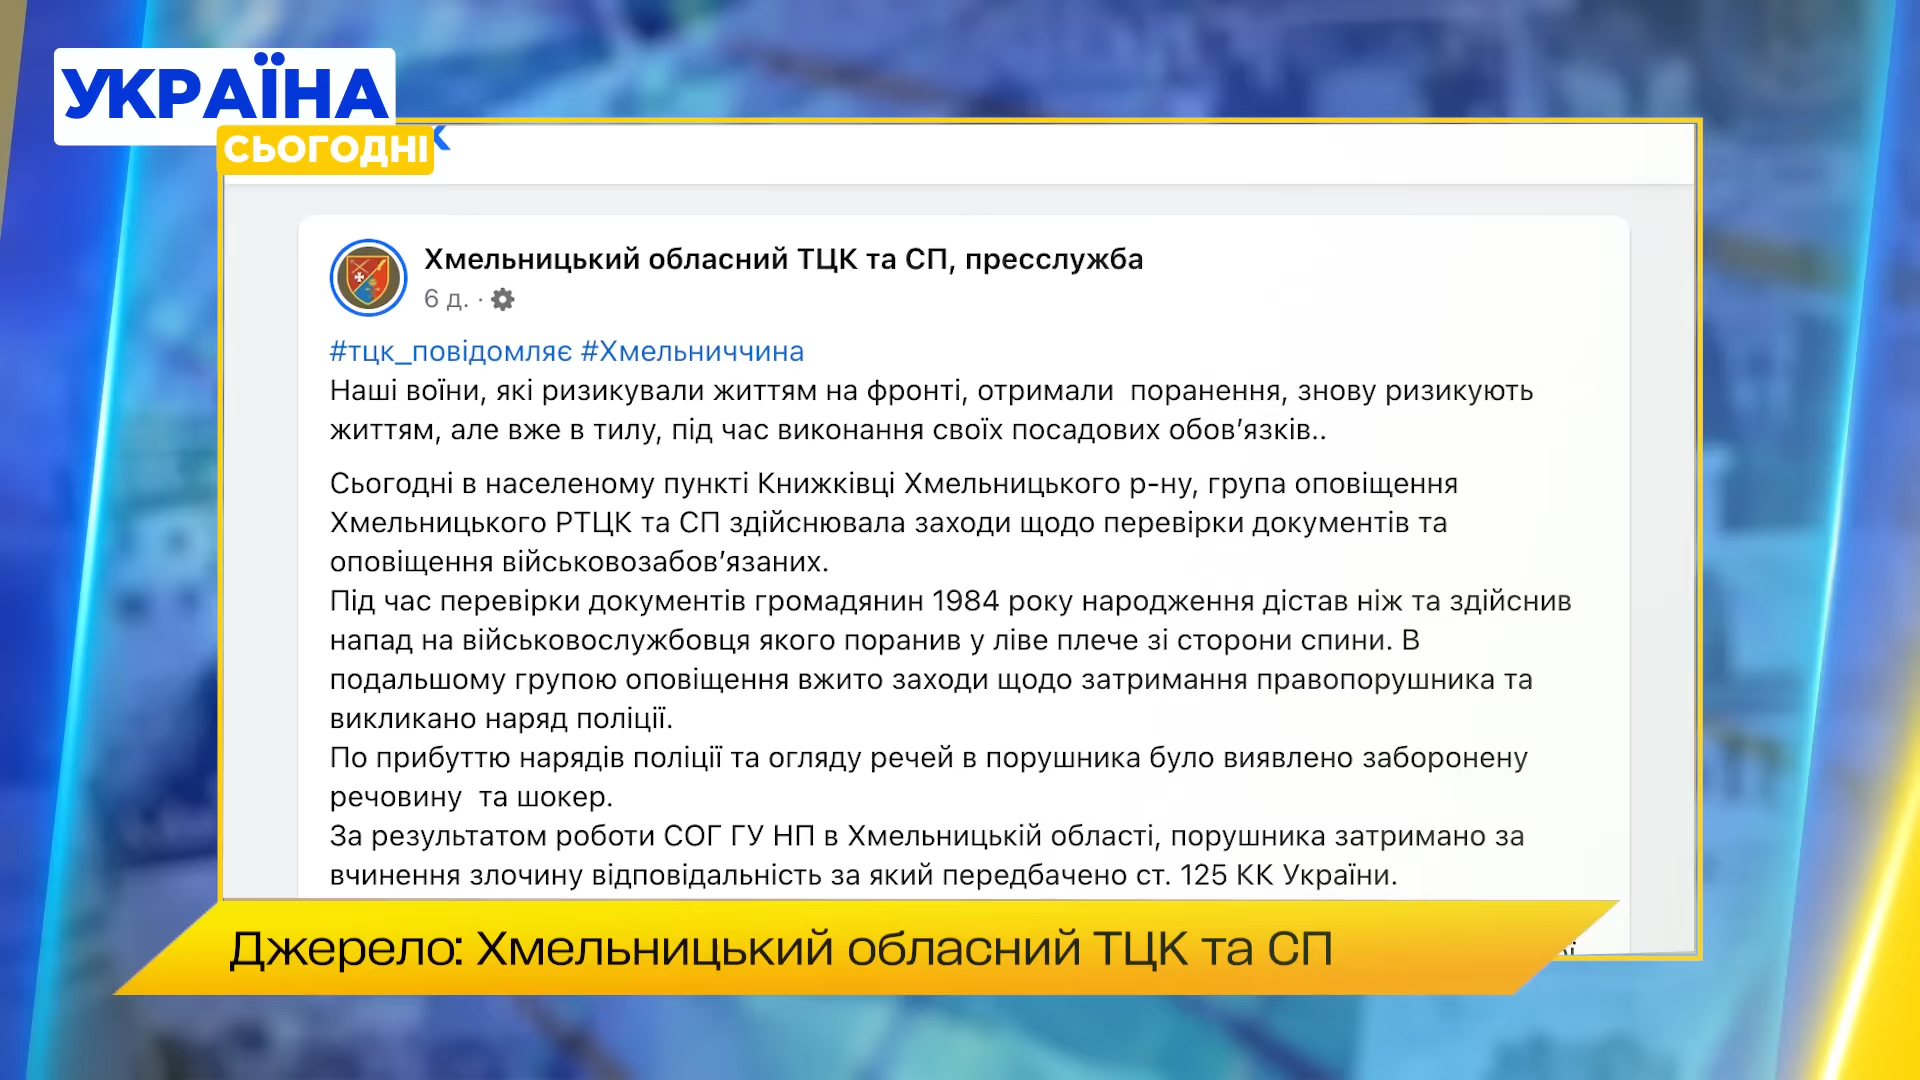 УКРАЇНА
СЬОГОДНІ
Хмельницький обласний ТЦК та СП, пресслужба
6 д. ·
#тцк_повідомляє #Хмельниччина
Наші воїни, які ризикували життям на фронті, отримали  поранення, знову ризикують
життям, але вже в тилу, під час виконання своїх посадових обов’язків..
Сьогодні в населеному пункті Книжківці Хмельницького р-ну, група оповіщення
Хмельницького РТЦК та СП здійснювала заходи щодо перевірки документів та
оповіщення військовозабов’язаних.
Під час перевірки документів громадянин 1984 року народження дістав ніж та здійснив
напад на військовослужбовця якого поранив у ліве плече зі сторони спини. В
подальшому групою оповіщення вжито заходи щодо затримання правопорушника та
викликано наряд поліції.
По прибуттю нарядів поліції та огляду речей в порушника було виявлено заборонену
речовину  та шокер.
За результатом роботи СОГ ГУ НП в Хмельницькій області, порушника затримано за
вчинення злочину відповідальність за який передбачено ст. 125 КК України.
Джерело: Хмельницький обласний ТЦК та СП